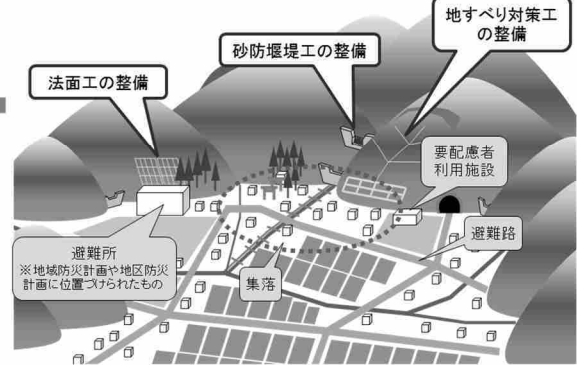 地すべり対策工
の整備
砂防堰堤工の整備
法面工の整備
要配慮者
利用施設
避難路
避難所
※地域防災計画や地区防災
計画に位置づけられたもの
集落